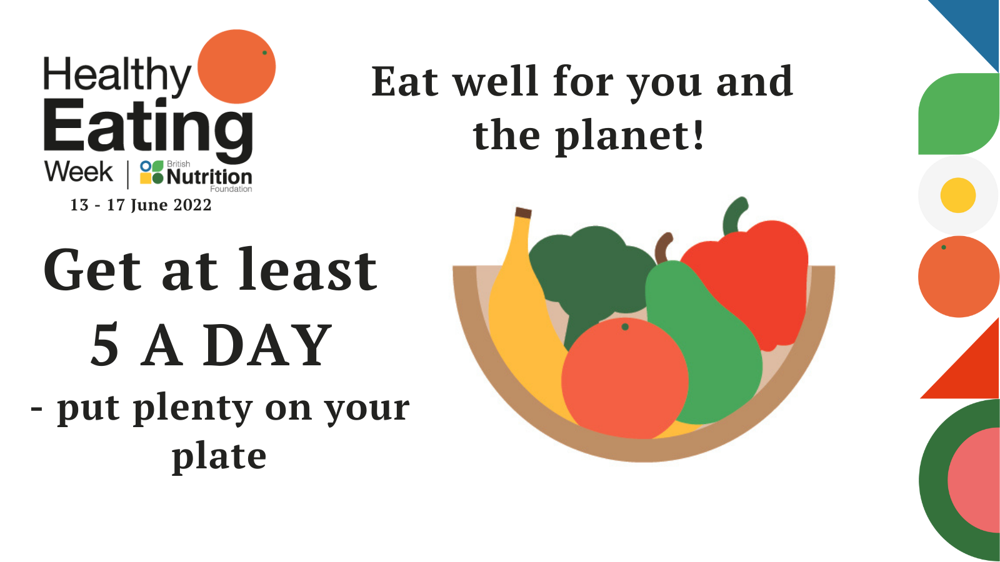 Healthy
Eating
Week
British
Nutrition
Foundation
13 - 17 June 2022
Eat well for you and
the planet!
Get at least
5 A DAY
- put plenty on your
plate